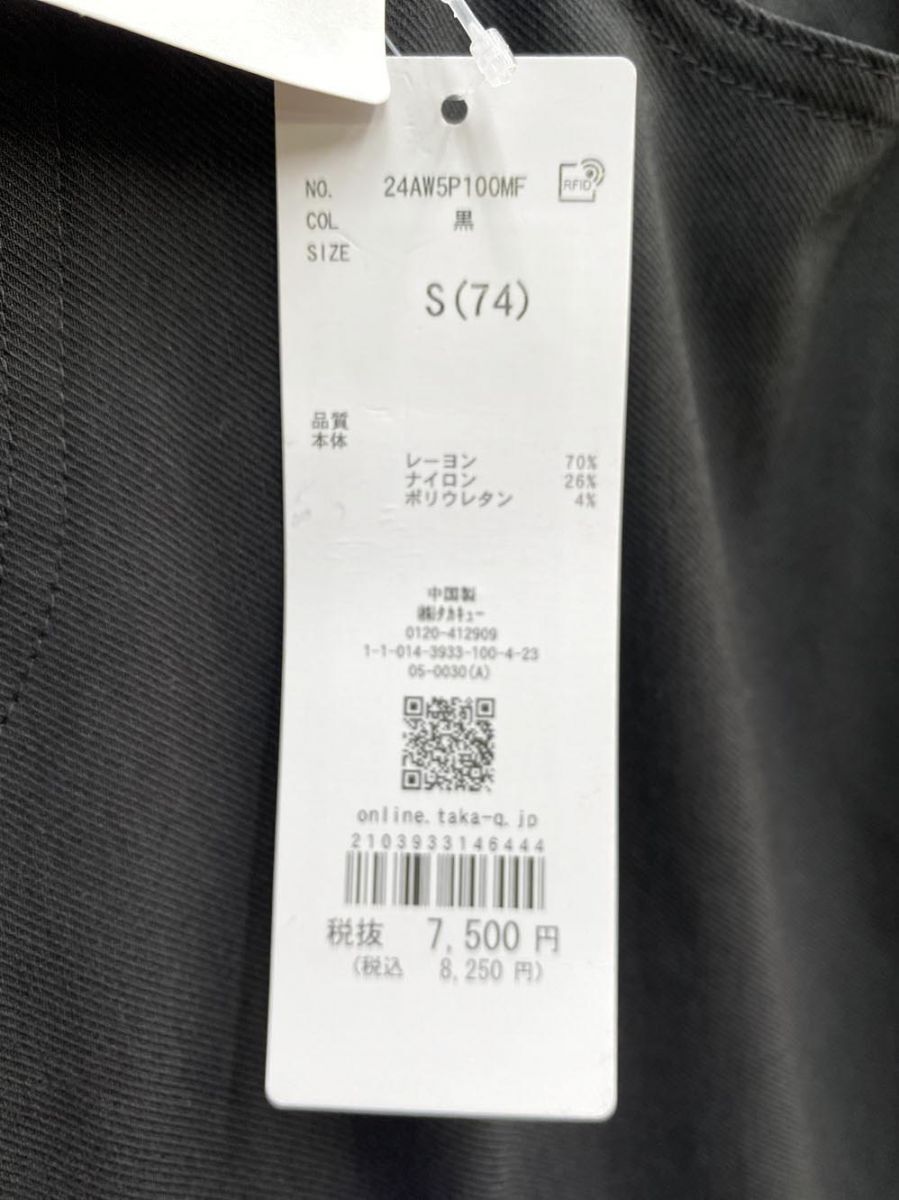 NO. 24AW5P100MF RFID
COL 黒
SIZE
S(74)
品質
本体
レーヨン 70%
ナイロン 26%
ポリウレタン 4%
中国製
㈱タカキュー
0120-412909
1-1-014-3933-100-4-23
05-0030(A)
online.taka-q.jp
2103933146444
税抜 7,500 円
(税込 8,250 円)